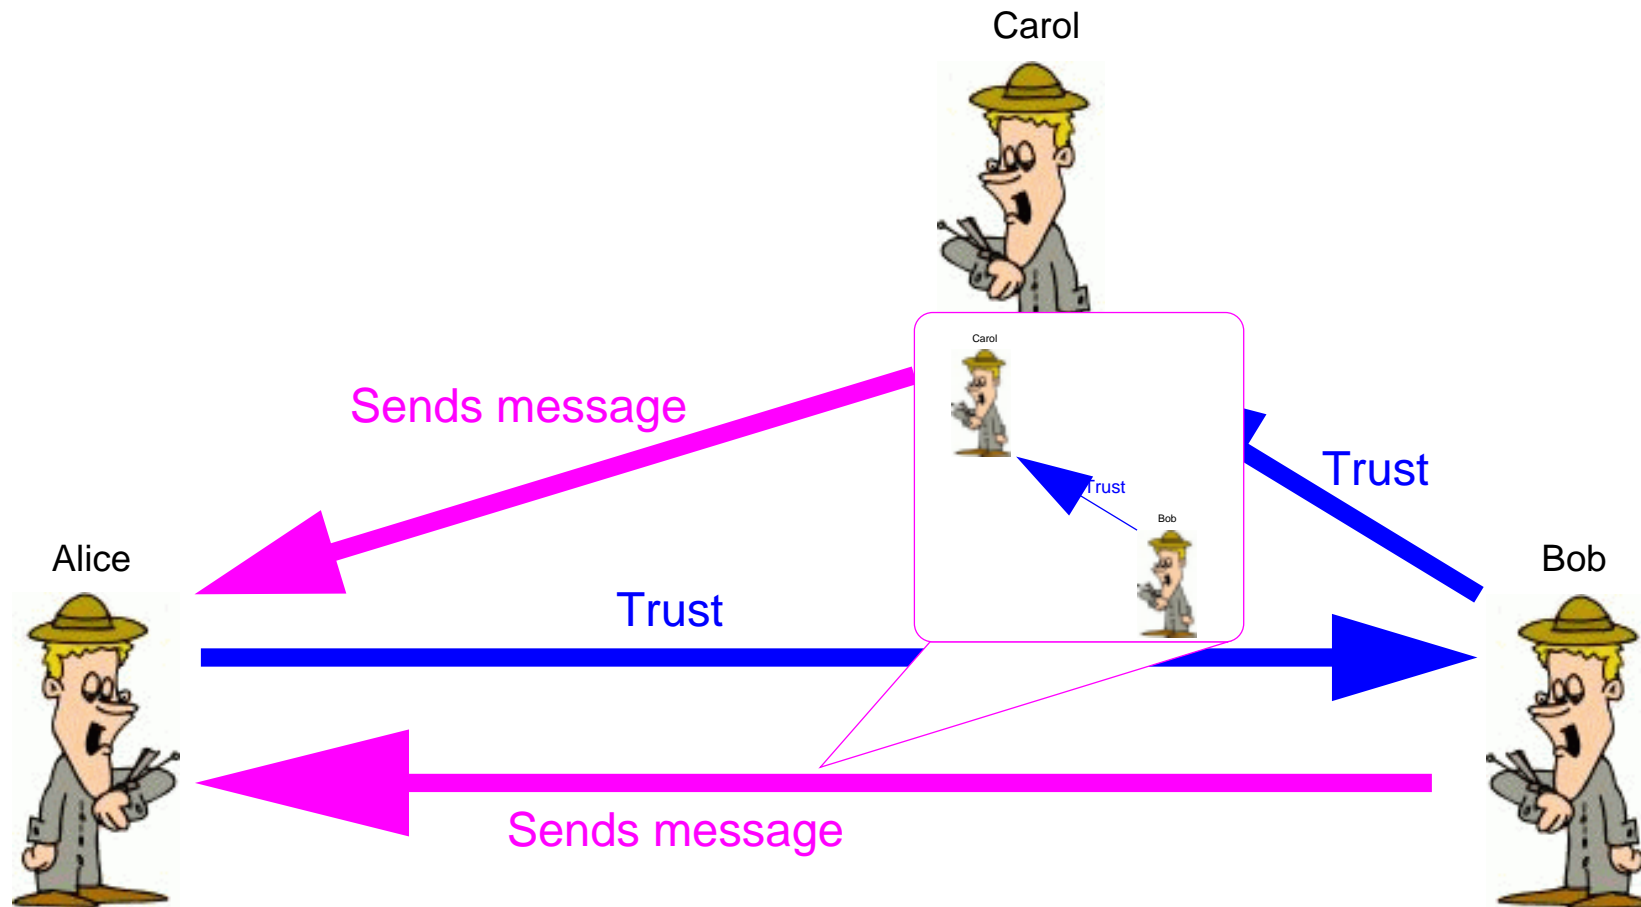 Carol
Carol
Sends message
Trust
Trust
Bob
Alice
Bob
Trust
Sends message